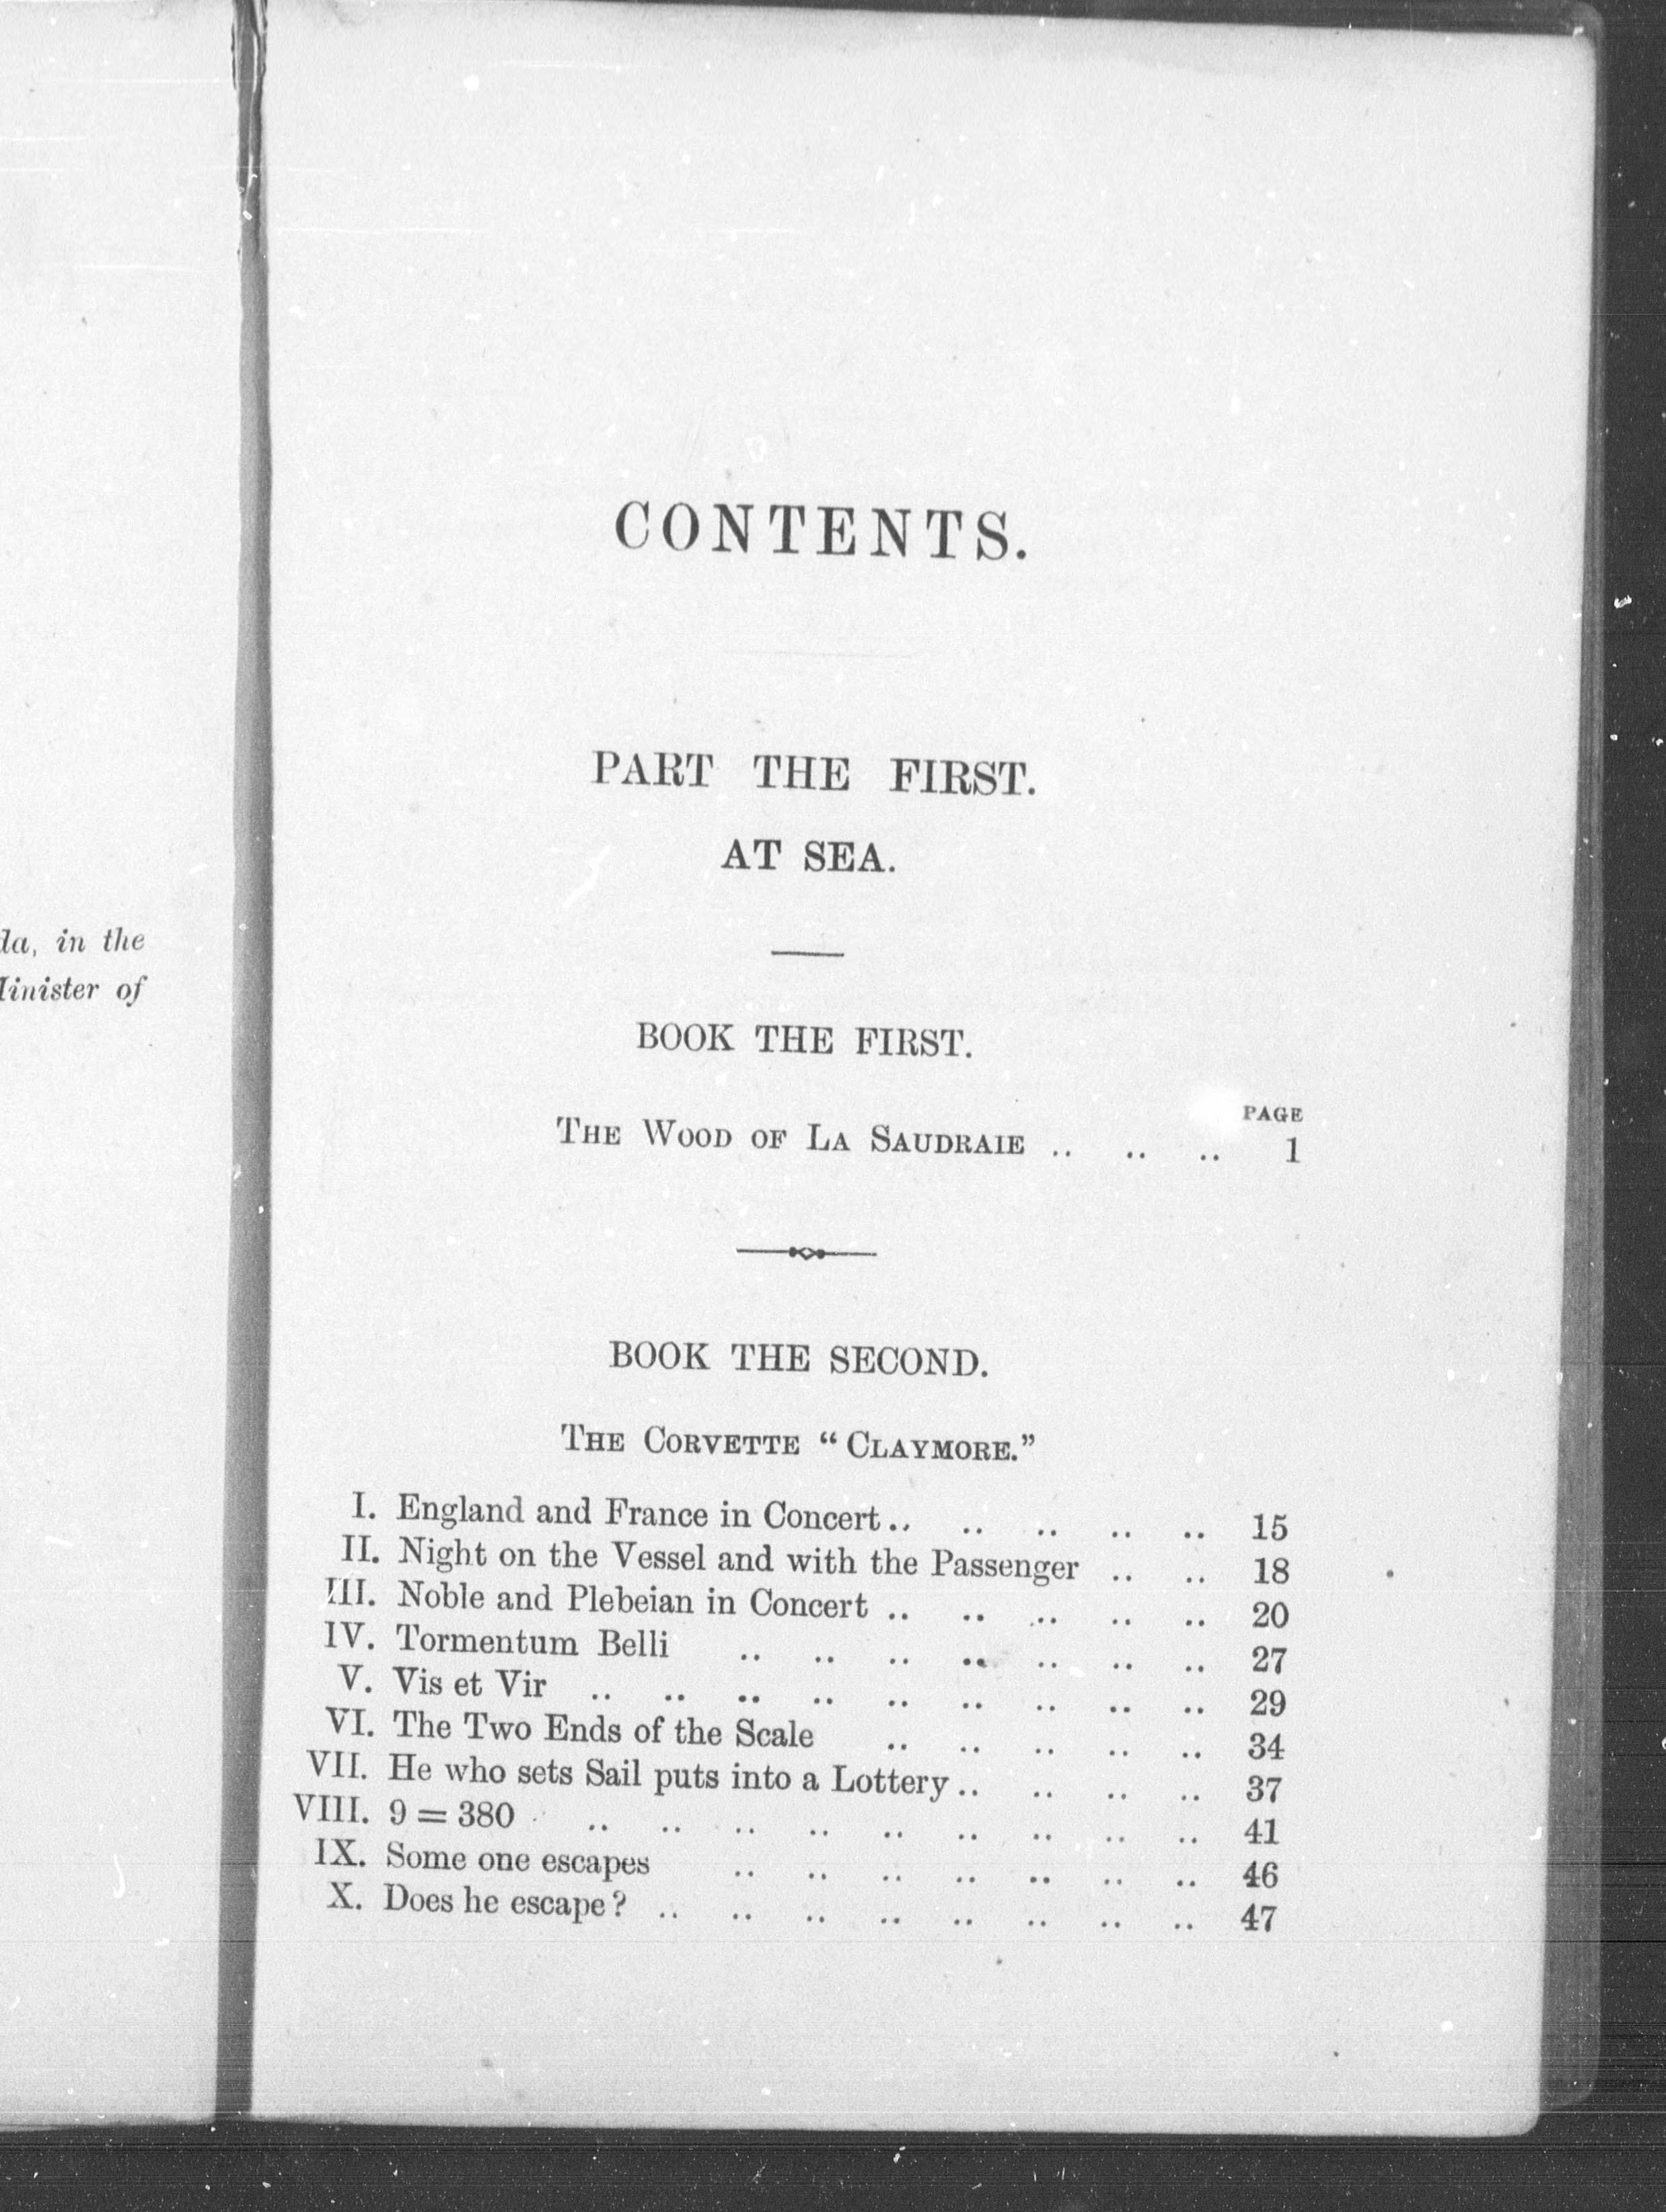 da, in the
Minister of
CONTENTS.
PART THE FIRST.
AT SEA.
BOOK THE FIRST.
PAGE
THE WOOD OF LA SAUDRAIE .. .. .. 1
BOOK THE SECOND.
THE CORVETTE “CLAYMORE.”
I. England and France in Concert .. .. .. .. .. 15
II. Night on the Vessel and with the Passenger .. .. 18
III. Noble and Plebeian in Concert .. .. .. .. .. 20
IV. Tormentum Belli .. .. .. .. .. .. .. 27
V. Vis et Vir .. .. .. .. .. .. .. .. .. 29
VI. The Two Ends of the Scale .. .. .. .. .. 34
VII. He who sets Sail puts into a Lottery .. .. .. .. 37
VIII. 9 = 380 .. .. .. .. .. .. .. .. .. 41
IX. Some one escapes .. .. .. .. .. .. .. 46
X. Does he escape? .. .. .. .. .. .. .. .. 47